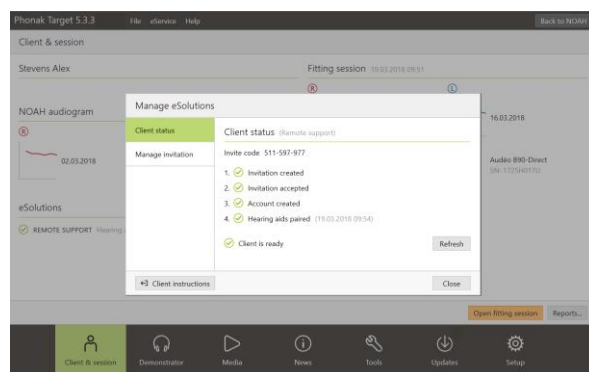 Phonak Target 5.3.3 File eService Help Back to NOAH
Client & session
Stevens Alex
Fitting session 19.03.2018 09:51
R L
NOAH audiogram
R
02.03.2018
16.03.2018
Audéo B90-Direct
eSolutions
REMOTE SUPPORT Hearing
Manage eSolutions
Client status
Manage invitation
Client status (Remote support)
Invite code 511-597-977
1. Invitation created
2. Invitation accepted
3. Account created
4. Hearing aids paired (19.03.2018 09:54)
Client is ready
Refresh
Client instructions
Close
Open fitting session Reports...
Client & session Demonstrator Media News Tools Updates Setup